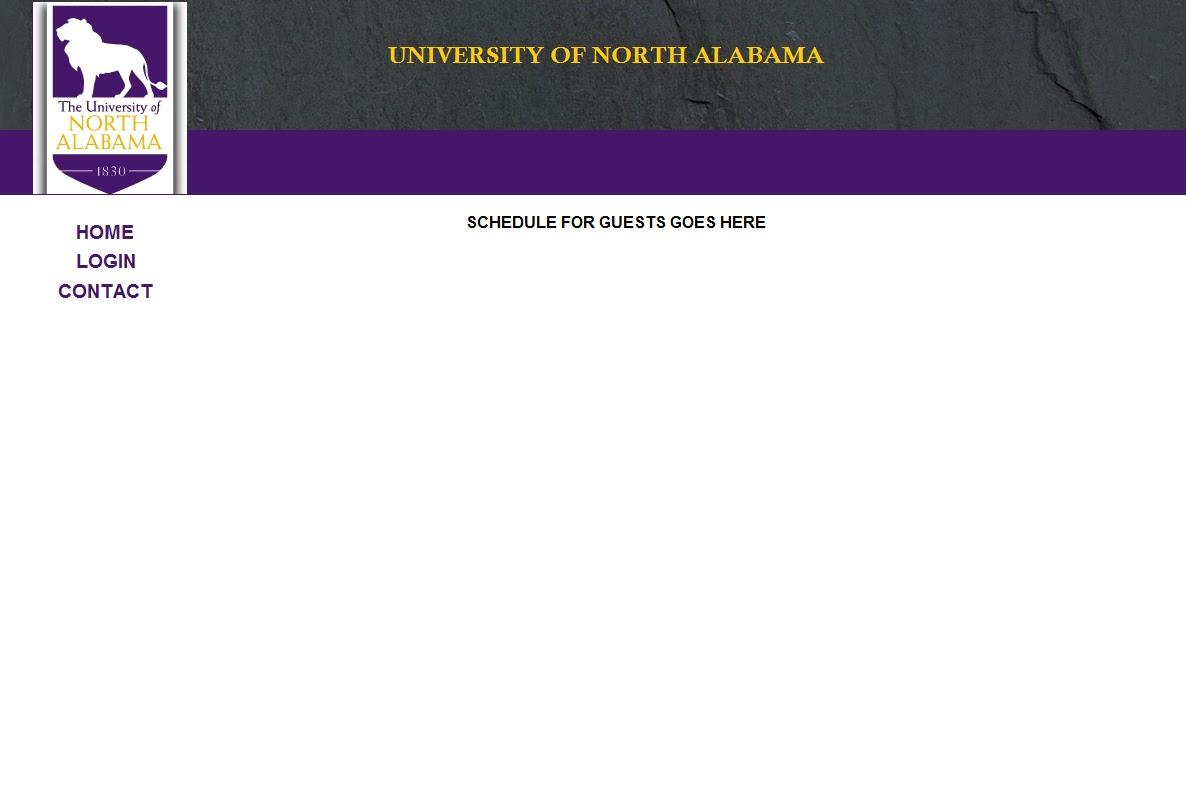 The University of
NORTH
ALABAMA
1830
UNIVERSITY OF NORTH ALABAMA
HOME
LOGIN
CONTACT
SCHEDULE FOR GUESTS GOES HERE